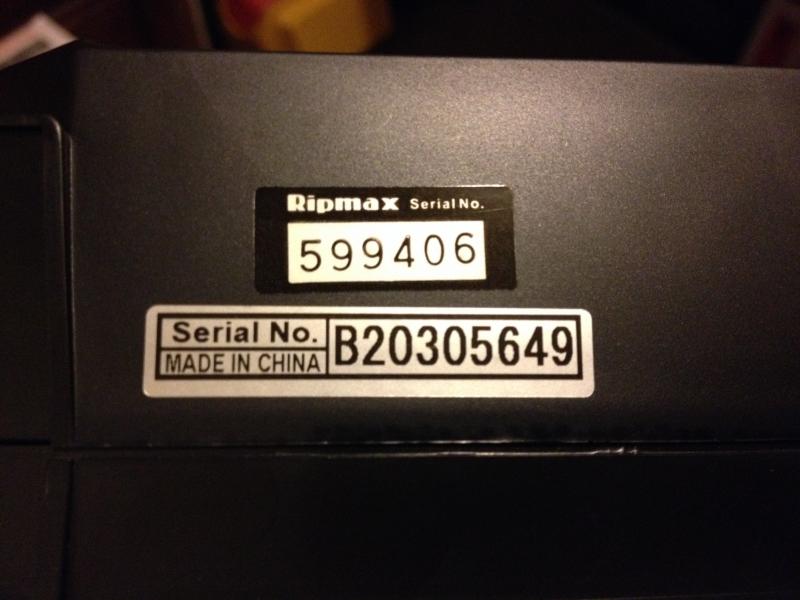 Ripmax Serial No.
599406
Serial No.
MADE IN CHINA
B20305649